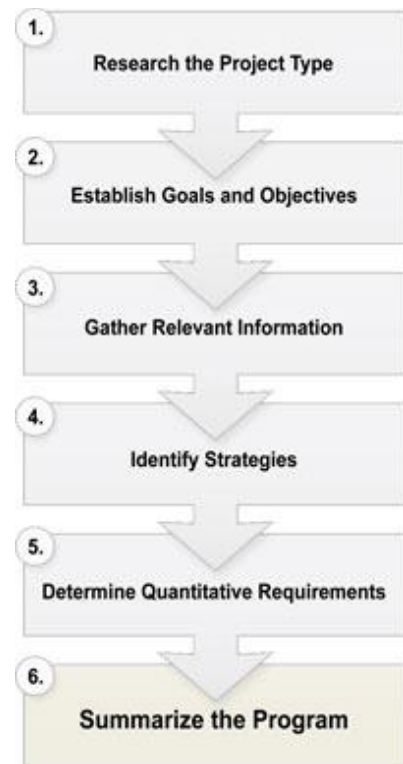 1.
Research the Project Type
2.
Establish Goals and Objectives
3.
Gather Relevant Information
4.
Identify Strategies
5.
Determine Quantitative Requirements
6.
Summarize the Program